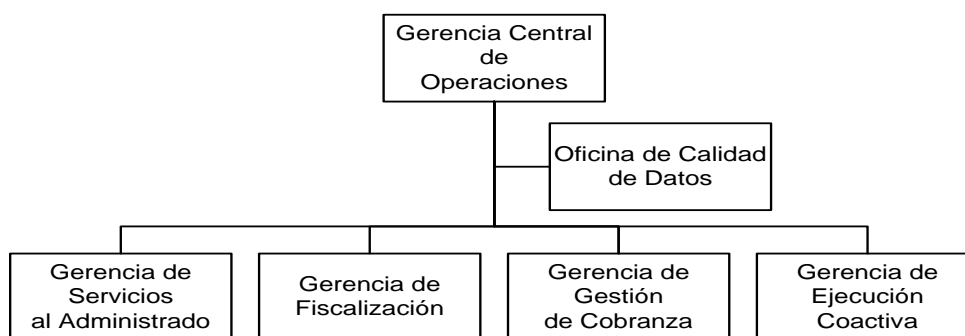 Gerencia Central
de
Operaciones
Oficina de Calidad
de Datos
Gerencia de
Servicios
al Administrado
Gerencia de
Fiscalización
Gerencia de
Gestión
de Cobranza
Gerencia de
Ejecución
Coactiva